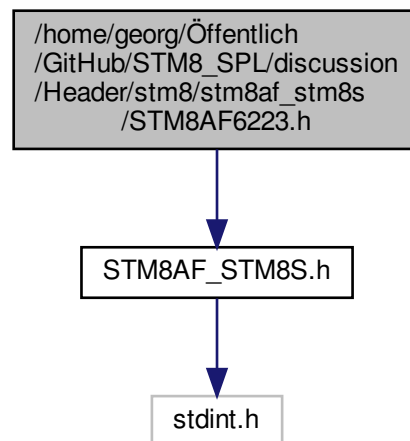 /home/georg/Öffentlich
/GitHub/STM8_SPL/discussion
/Header/stm8/stm8af_stm8s
/STM8AF6223.h
STM8AF_STM8S.h
stdint.h